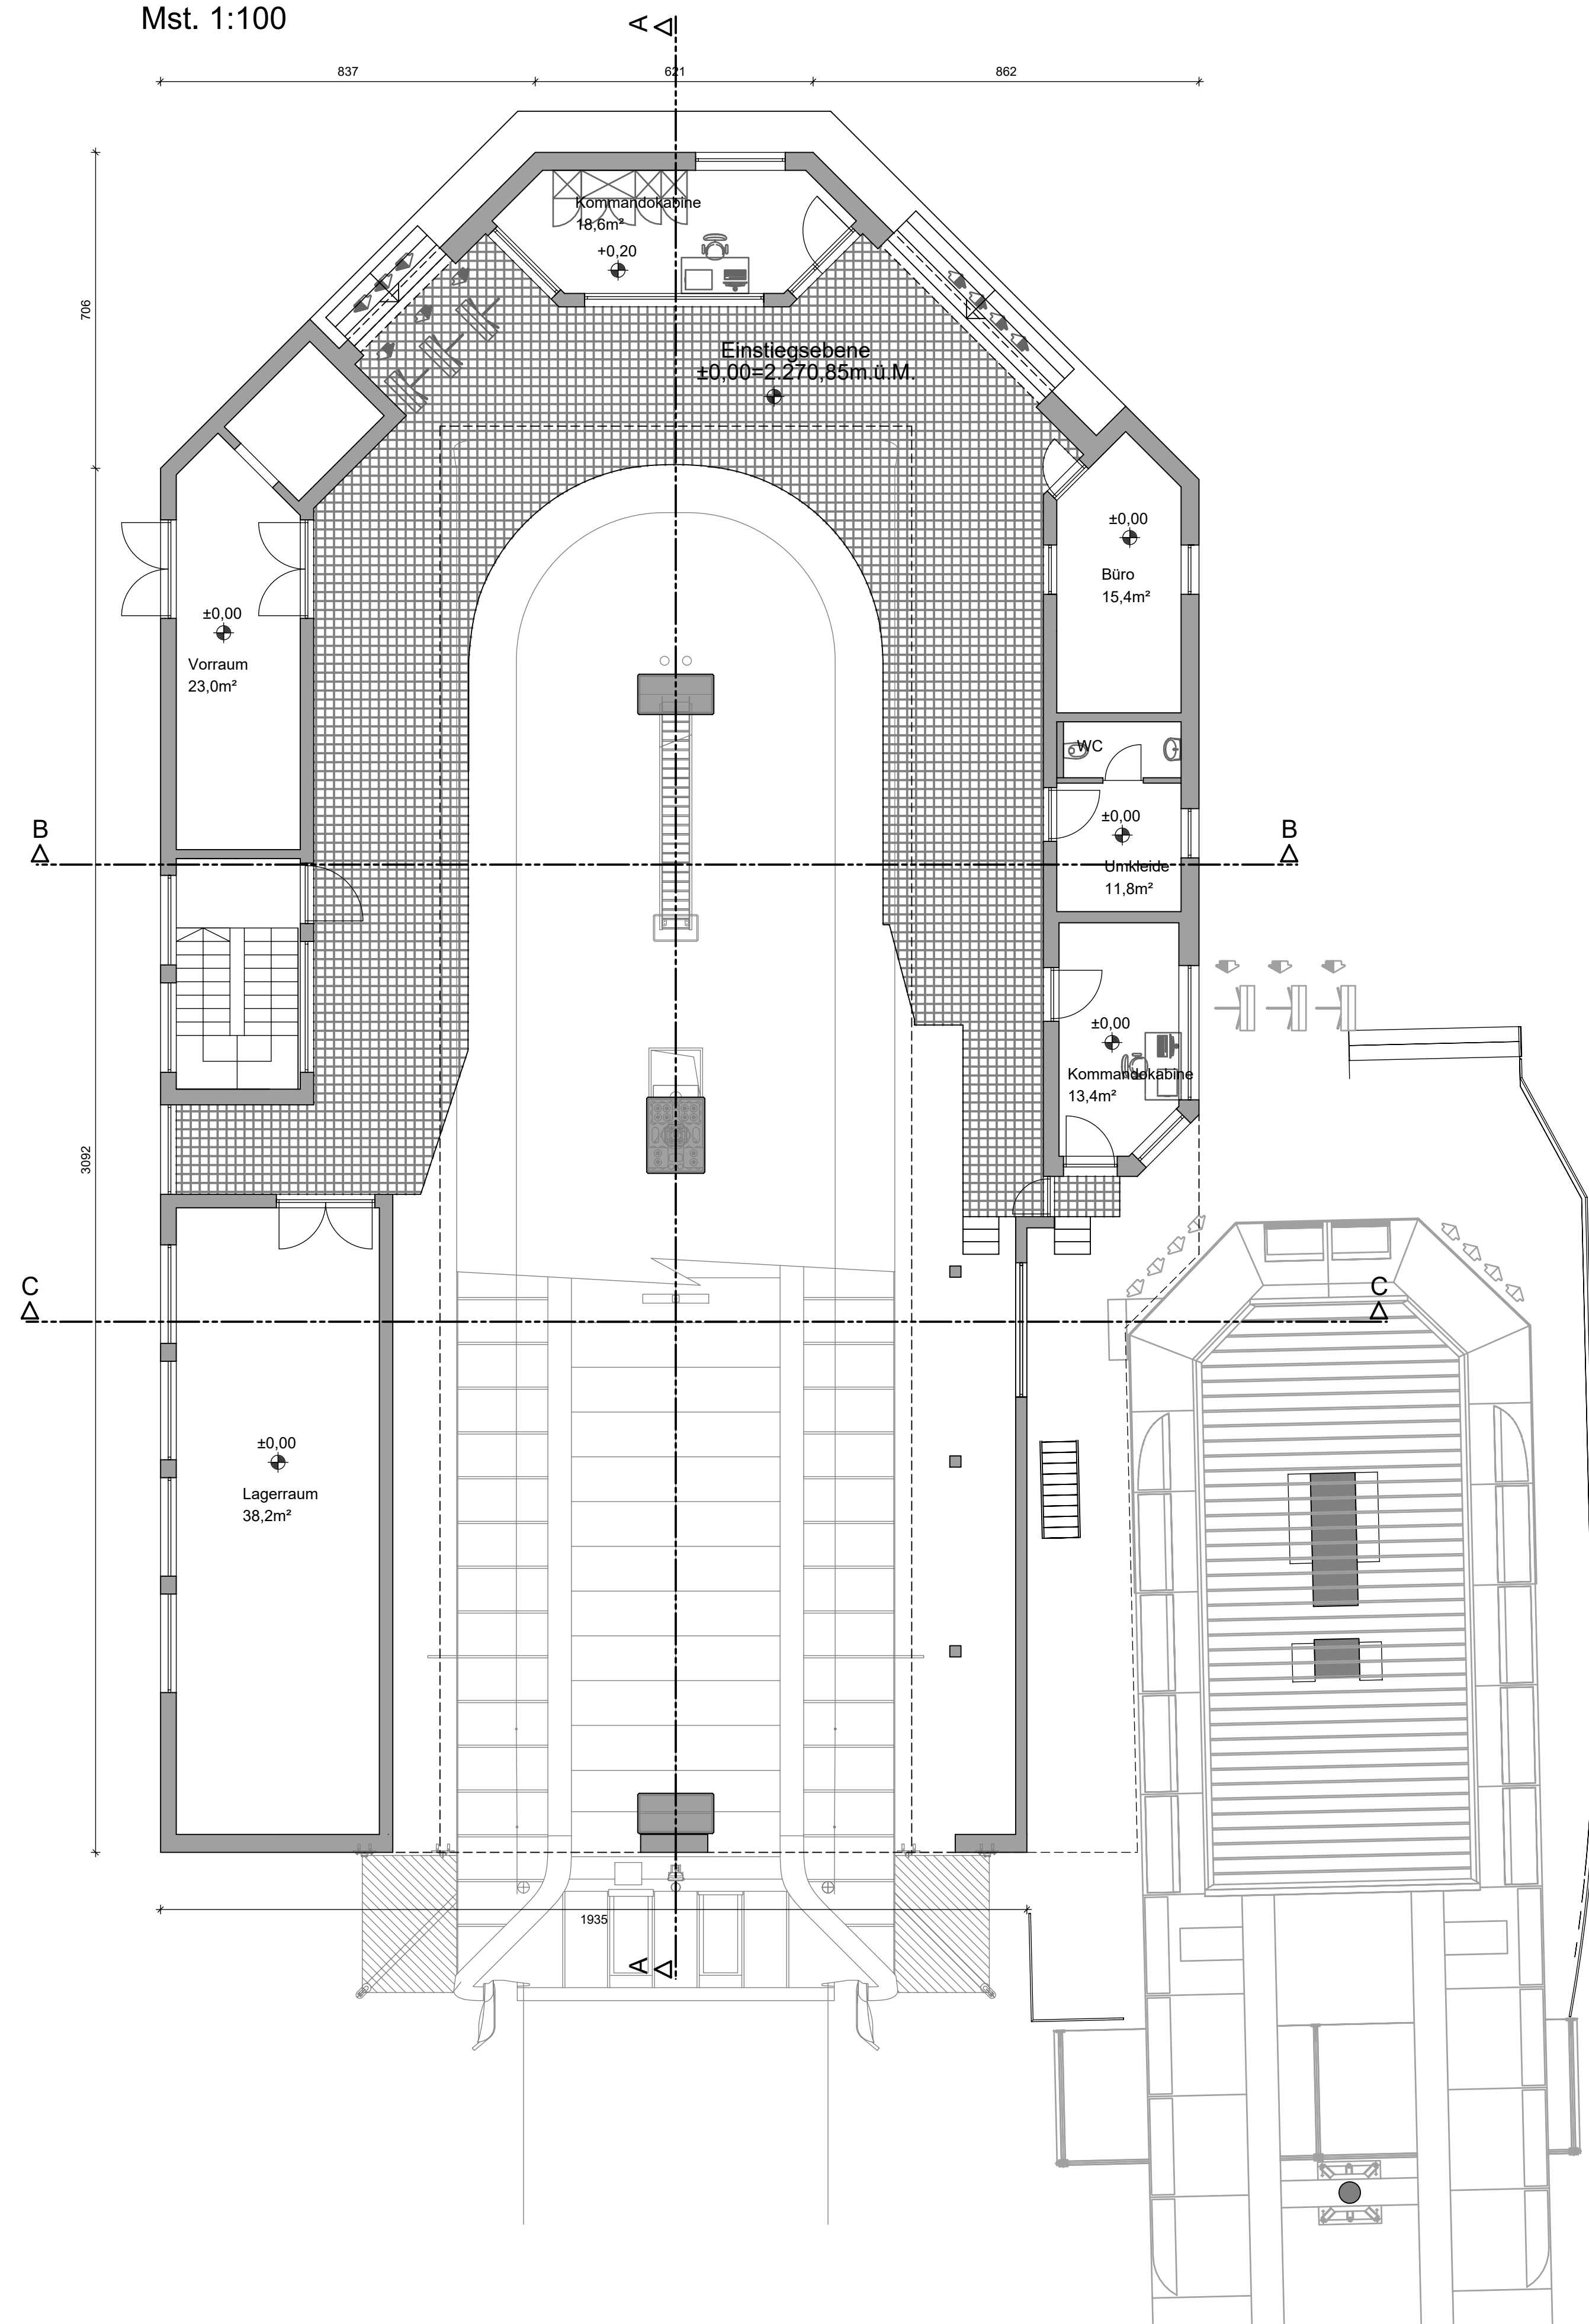 Mst. 1:100
A
837
621
862
Kommandokabine
18,6m²
+0,20
706
Einstiegsebene
±0,00=2.270,85m.ü.M.
±0,00
Büro
15,4m²
±0,00
Vorraum
23,0m²
WC
B
±0,00
B
Umkleide
11,8m²
±0,00
Kommandokabine
13,4m²
3092
C
C
±0,00
Lagerraum
38,2m²
1935
A